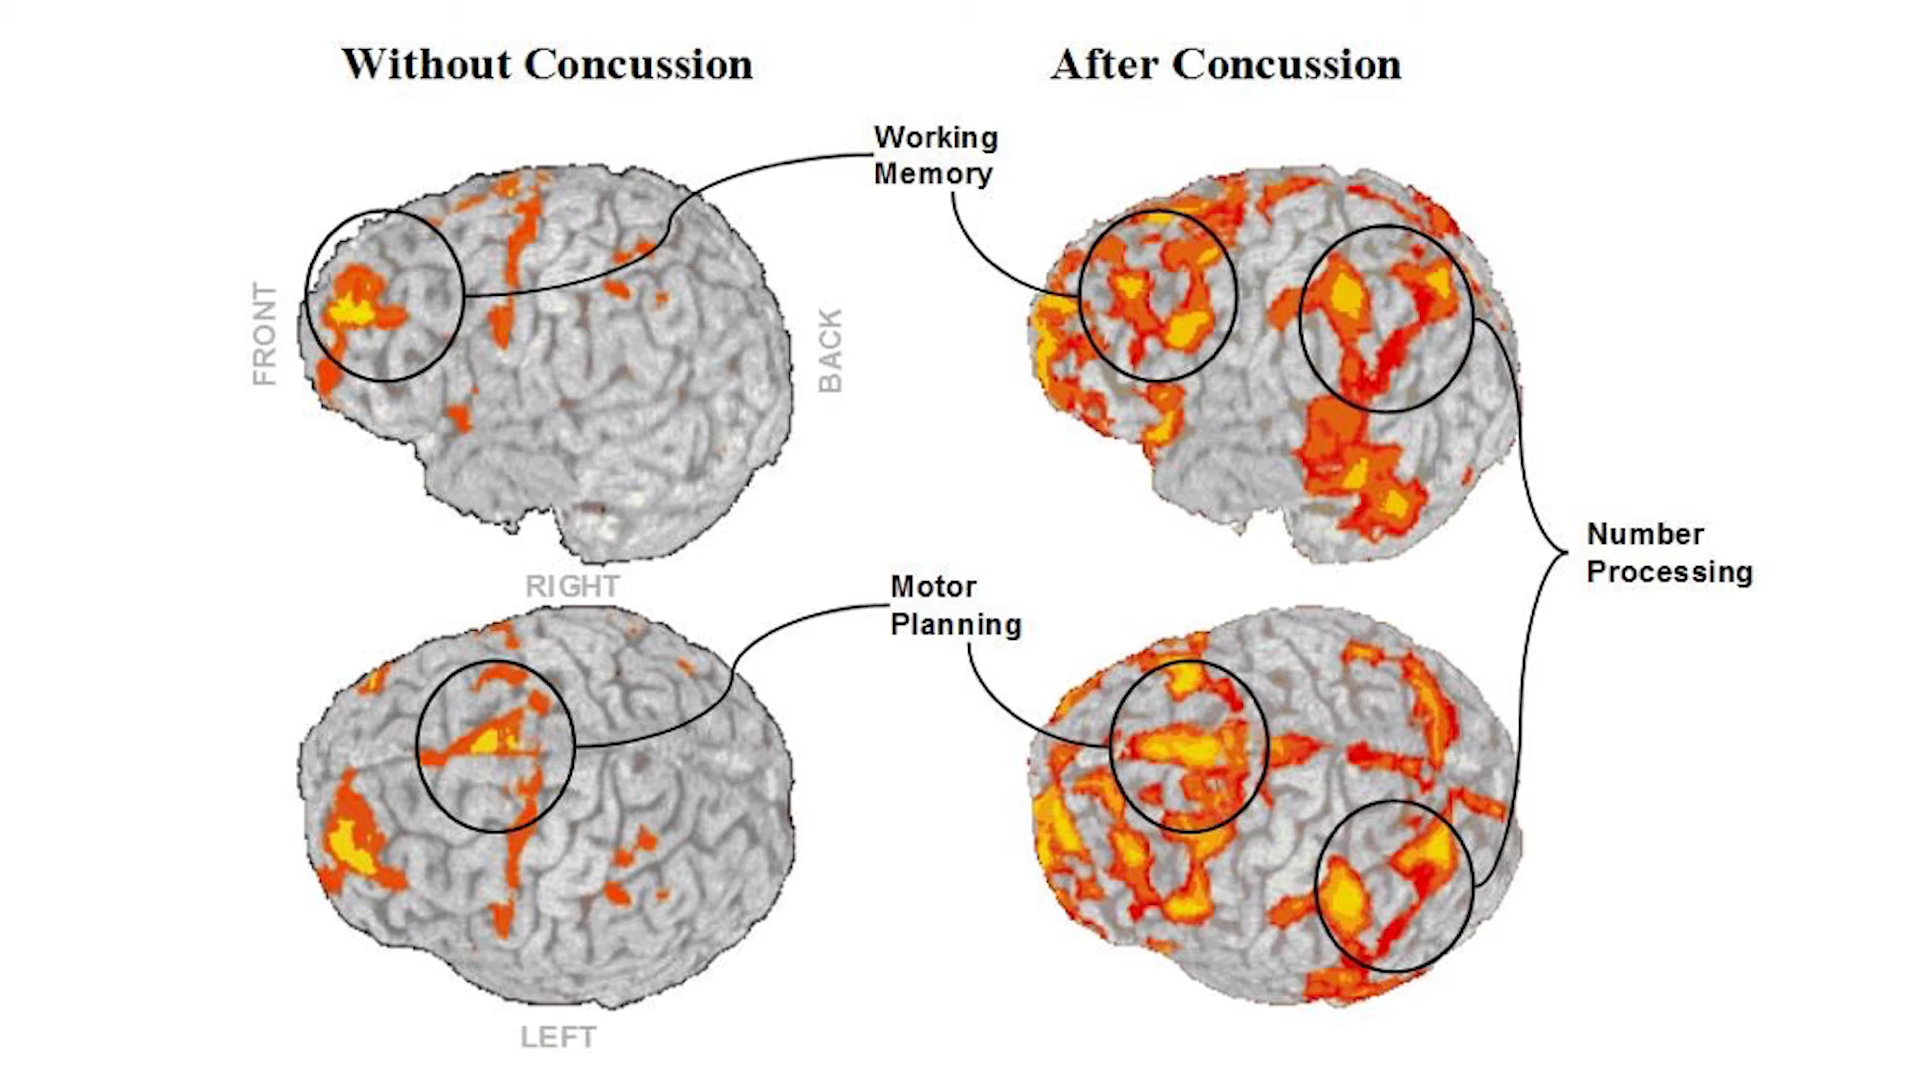 Without Concussion
After Concussion
Working
Memory
FRONT
BACK
Number
Processing
RIGHT
Motor
Planning
LEFT